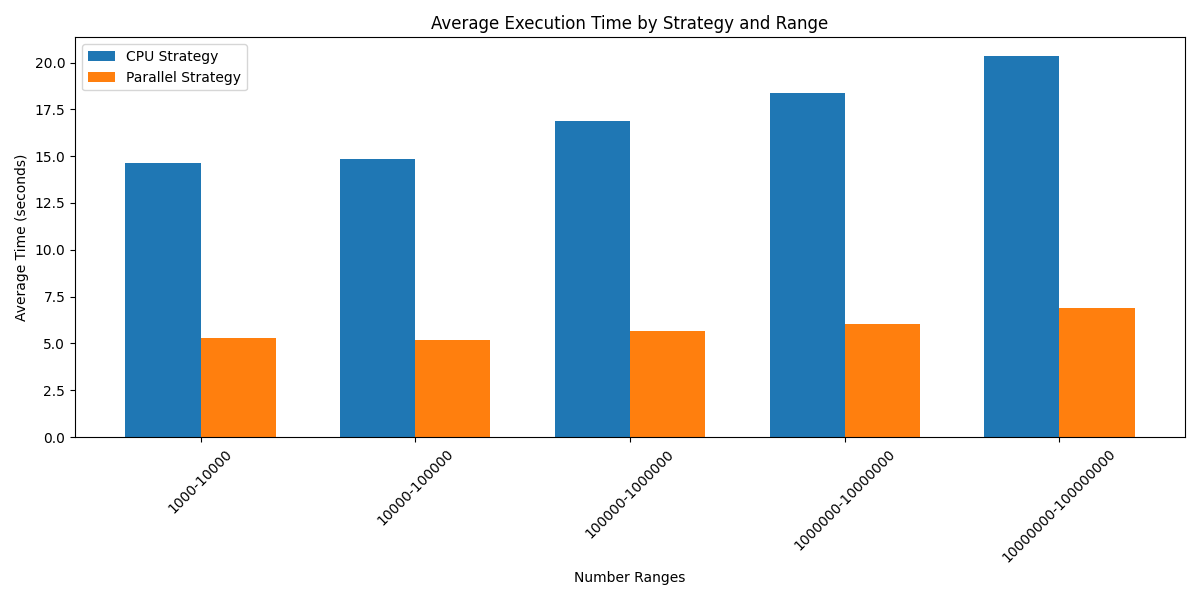 Average Execution Time by Strategy and Range
CPU Strategy
Parallel Strategy
Average Time (seconds)
20.0
17.5
15.0
12.5
10.0
7.5
5.0
2.5
0.0
1000-10000
10000-100000
100000-1000000
1000000-10000000
10000000-100000000
Number Ranges